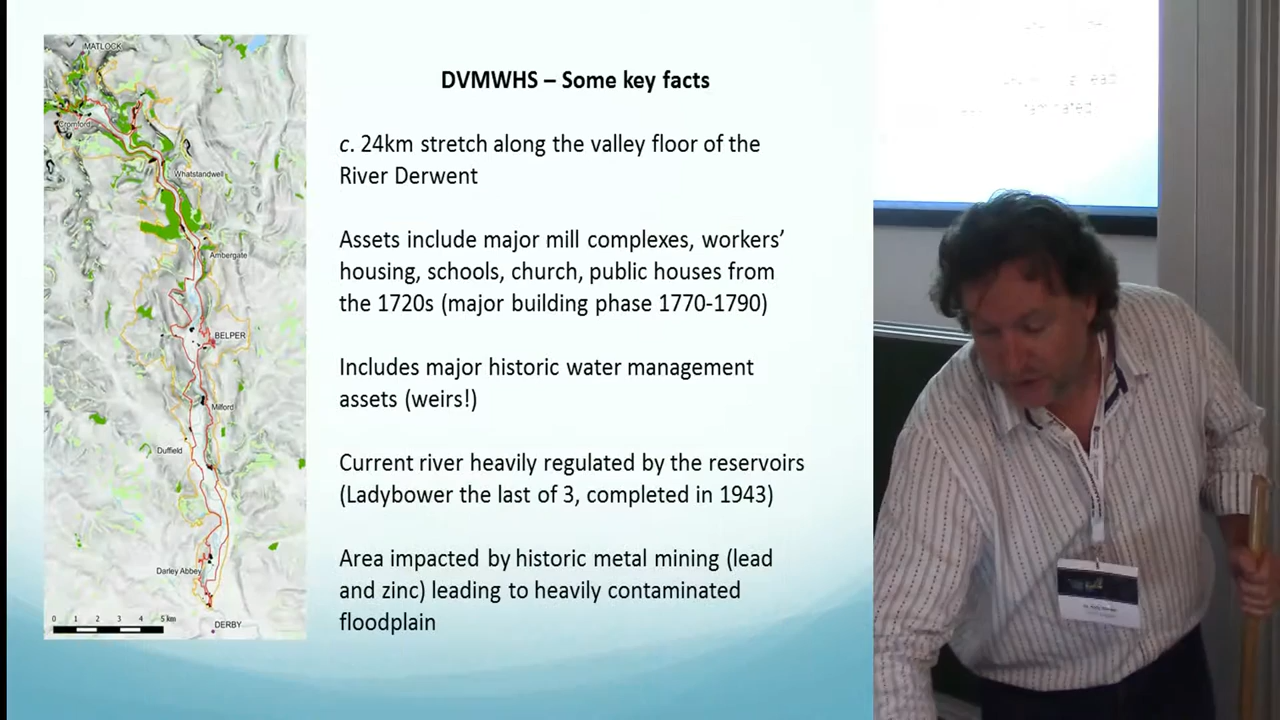 DVMWHS – Some key facts
c. 24km stretch along the valley floor of the
River Derwent
Assets include major mill complexes, workers’
housing, schools, church, public houses from
the 1720s (major building phase 1770-1790)
Includes major historic water management
assets (weirs!)
Current river heavily regulated by the reservoirs
(Ladybower the last of 3, completed in 1943)
Area impacted by historic metal mining (lead
and zinc) leading to heavily contaminated
floodplain
MATLOCK
Cromford
Whatstandwell
Ambergate
BELPER
Milford
Duffield
Darley Abbey
DERBY
0 1 2 3 4 5 km